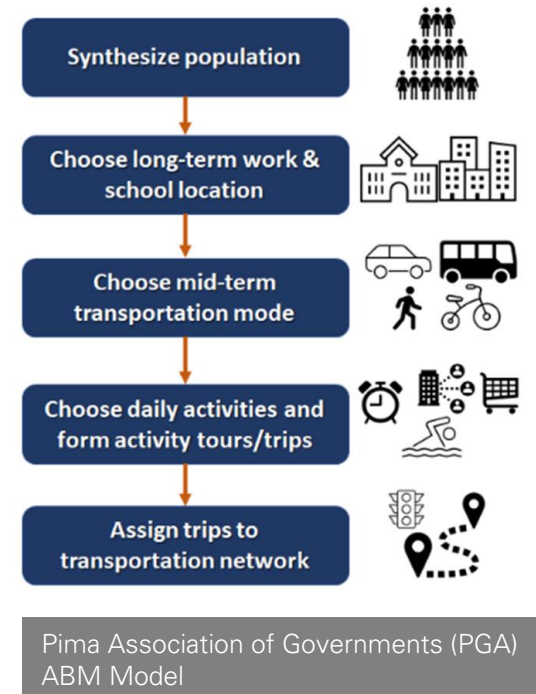 Synthesize population
Choose long-term work &
school location
Choose mid-term
transportation mode
Choose daily activities and
form activity tours/trips
Assign trips to
transportation network
Pima Association of Governments (PGA)
ABM Model